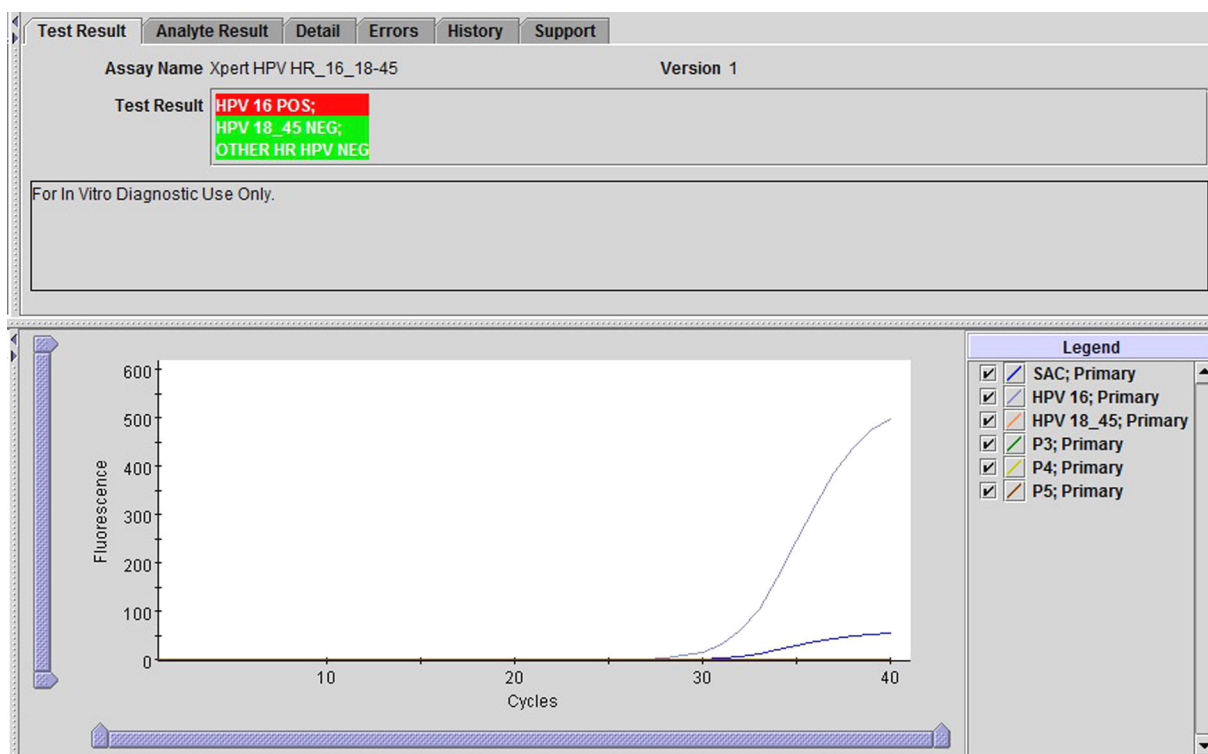 Test Result Analyte Result Detail Errors History Support
Assay Name Xpert HPV HR_16_18-45 Version 1
Test Result HPV 16 POS;
HPV 18_45 NEG;
OTHER HR HPV NEG
For In Vitro Diagnostic Use Only.
Legend
SAC; Primary
HPV 16; Primary
HPV 18_45; Primary
P3; Primary
P4; Primary
P5; Primary
Fluorescence
600
500
400
300
200
100
0
10 20 30 40
Cycles